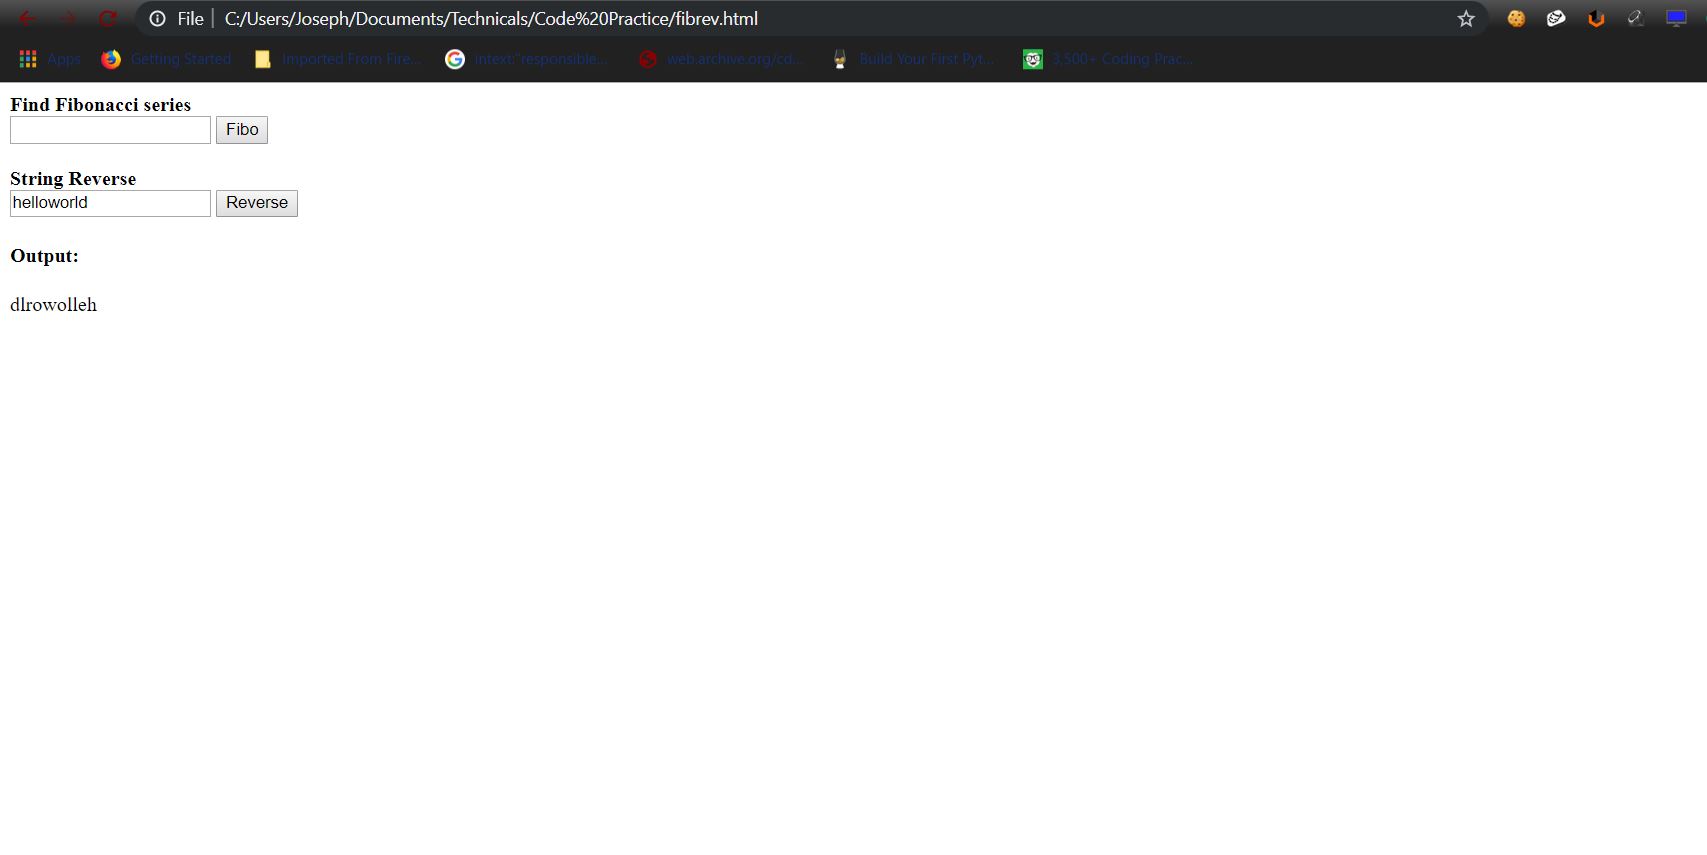 File | C:/Users/Joseph/Documents/Technicals/Code%20Practice/fibrev.html
Apps Getting Started Imported From Fire... intext:"responsible... web.archive.org/cd... Build Your First Pyt... 3,500+ Coding Prac...
Find Fibonacci series
Fibo
String Reverse
helloworld Reverse
Output:
dlrowolleh